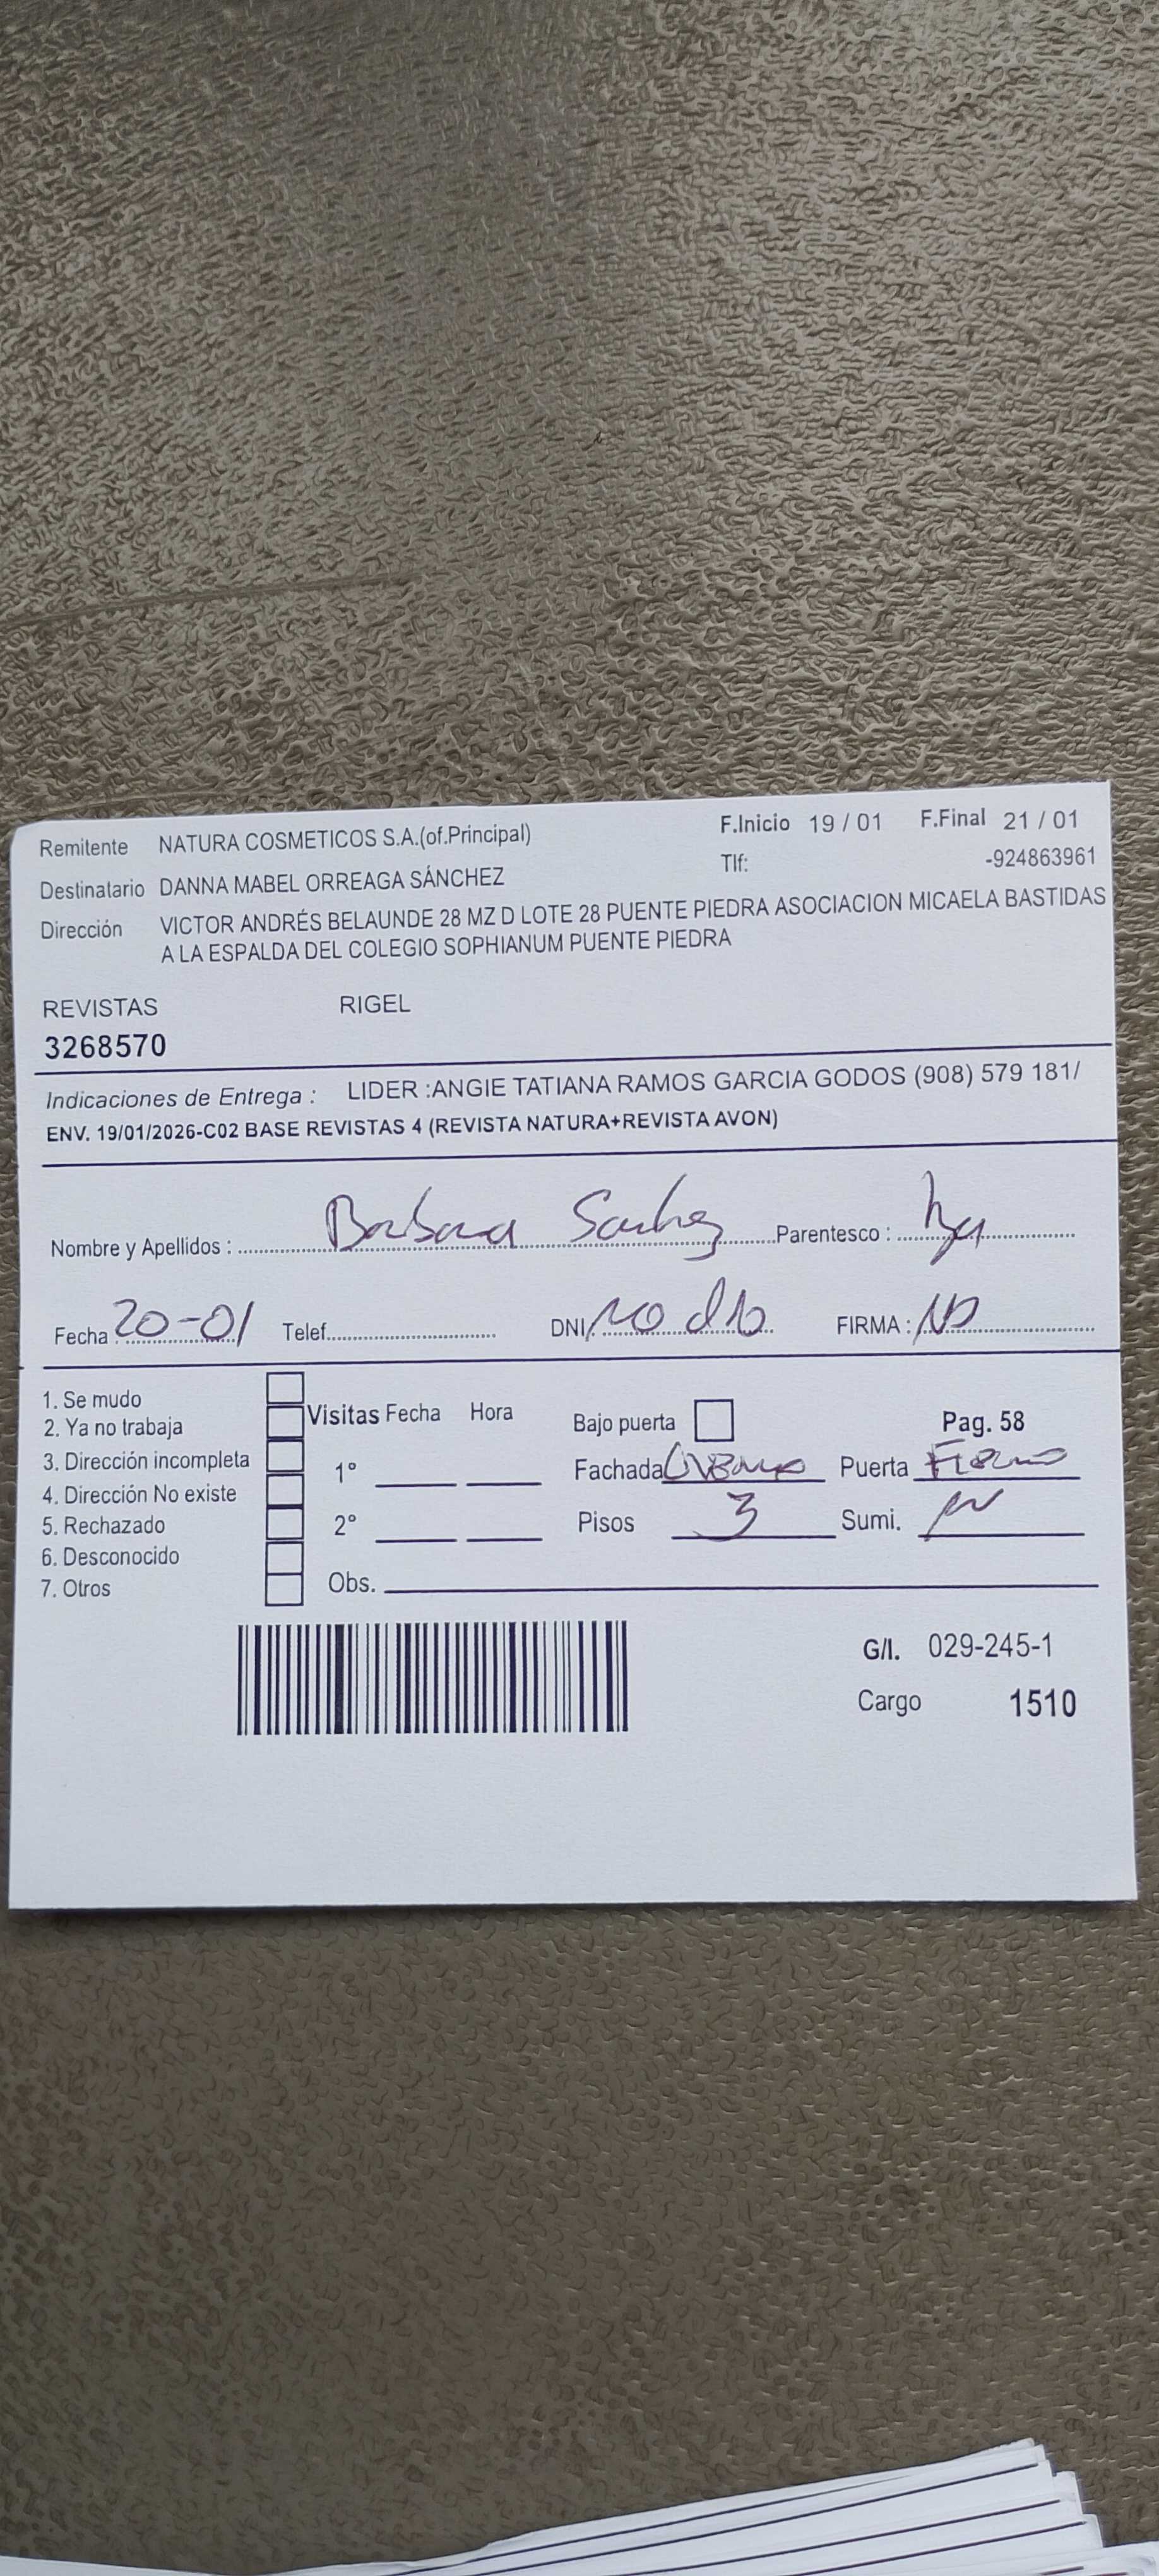 Remitente NATURA COSMETICOS S.A.(of.Principal) F.Inicio 19 / 01 F.Final 21 / 01
Tlf: -924863961
Destinatario DANNA MABEL ORREAGA SÁNCHEZ
Dirección VICTOR ANDRÉS BELAUNDE 28 MZ D LOTE 28 PUENTE PIEDRA ASOCIACION MICAELA BASTIDAS
A LA ESPALDA DEL COLEGIO SOPHIANUM PUENTE PIEDRA
REVISTAS RIGEL
3268570
Indicaciones de Entrega : LIDER :ANGIE TATIANA RAMOS GARCIA GODOS (908) 579 181/
ENV. 19/01/2026-C02 BASE REVISTAS 4 (REVISTA NATURA+REVISTA AVON)
Nombre y Apellidos : Barbara Sanchez Parentesco :
Fecha 20-01 Telef. DNI no dio FIRMA :
1. Se mudo
2. Ya no trabaja
3. Dirección incompleta
4. Dirección No existe
5. Rechazado
6. Desconocido
7. Otros
Visitas Fecha Hora
1°
2°
Obs.
Bajo puerta Pag. 58
Fachada Puerta Fierro
Pisos 3 Sumi.
G/I. 029-245-1
Cargo 1510